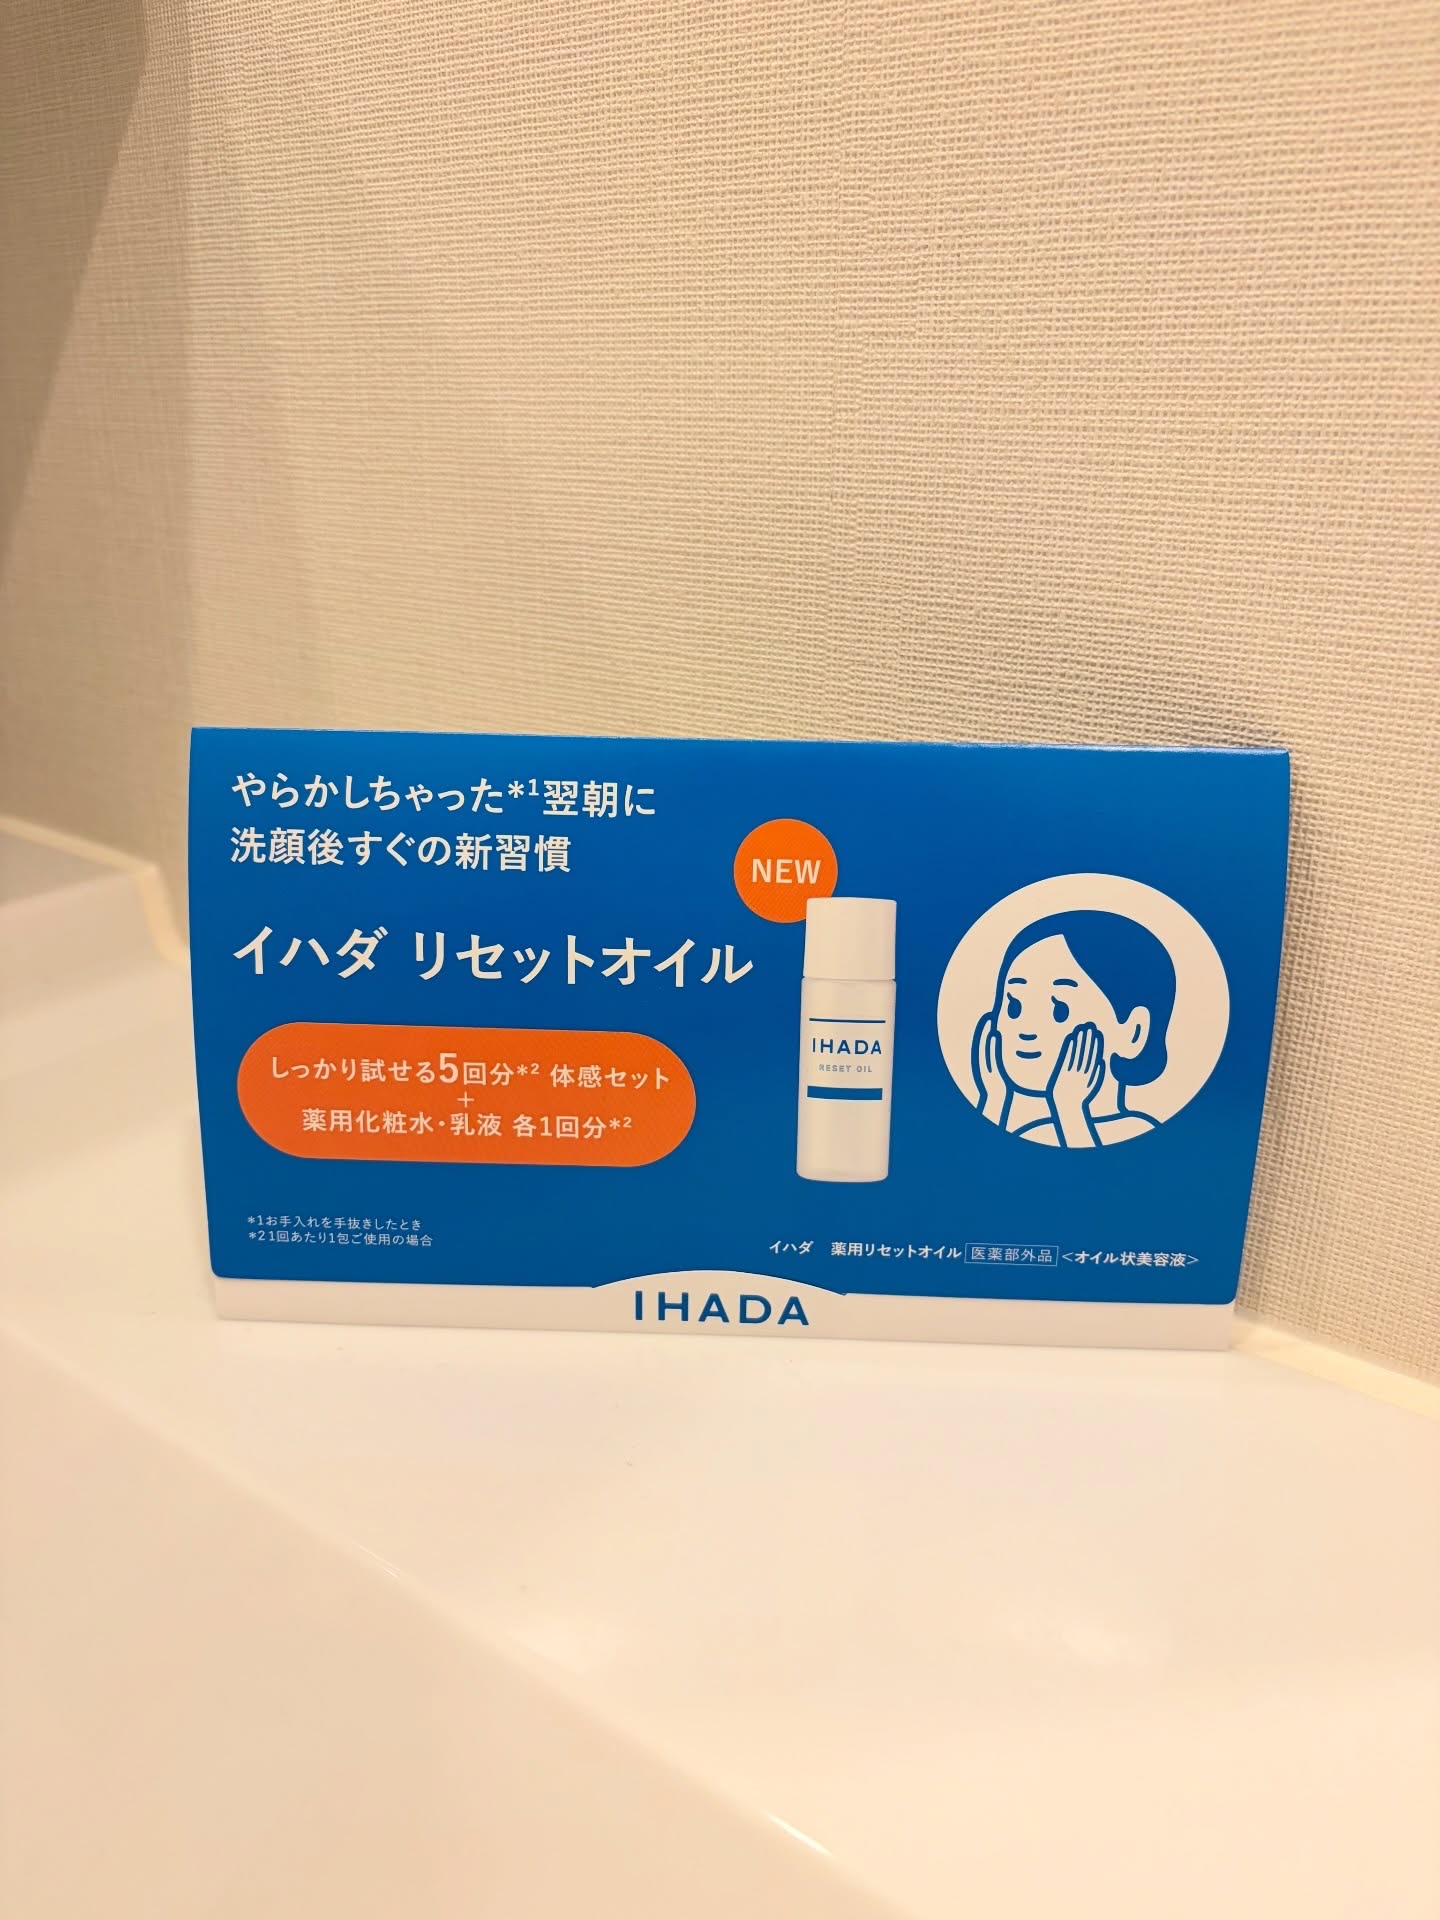 やらかしちゃった*1翌朝に
洗顔後すぐの新習慣
イハダ リセットオイル
NEW
IHADA
RESET OIL
しっかり試せる5回分*2 体感セット
+
薬用化粧水・乳液 各1回分*2
*1お手入れを手抜きしたとき
*21回あたり1包ご使用の場合
イハダ 薬用リセットオイル 医薬部外品 <オイル状美容液>
IHADA